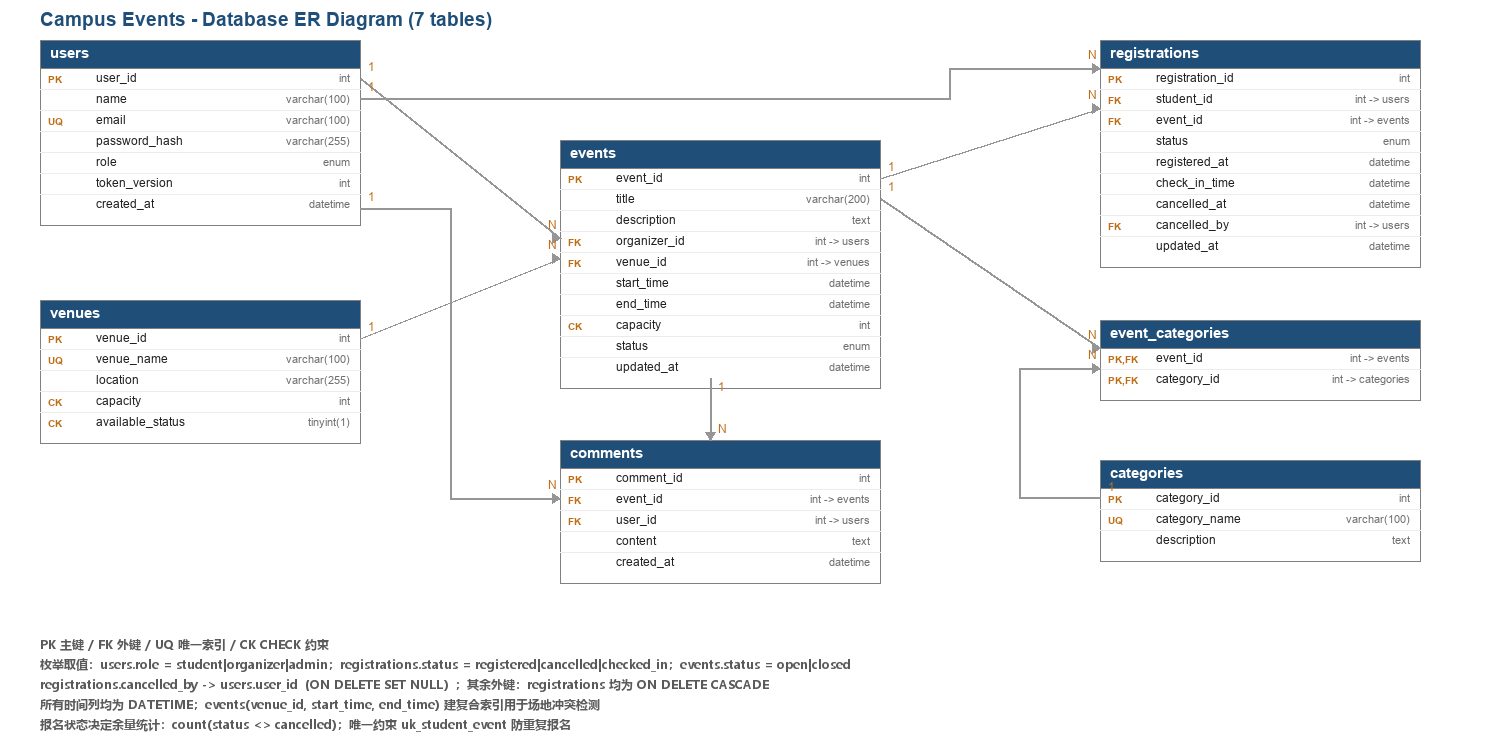 Campus Events - Database ER Diagram (7 tables)
users
PK user_id int
name varchar(100)
UQ email varchar(100)
password_hash varchar(255)
role enum
token_version int
created_at datetime
1
1
1
venues
PK venue_id int
UQ venue_name varchar(100)
location varchar(255)
CK capacity int
CK available_status tinyint(1)
1
N
N
events
PK event_id int
title varchar(200)
description text
FK organizer_id int -> users
FK venue_id int -> venues
start_time datetime
end_time datetime
CK capacity int
status enum
updated_at datetime
1
1
1
N
N
comments
PK comment_id int
FK event_id int -> events
FK user_id int -> users
content text
created_at datetime
N
N
registrations
PK registration_id int
FK student_id int -> users
FK event_id int -> events
status enum
registered_at datetime
check_in_time datetime
cancelled_at datetime
FK cancelled_by int -> users
updated_at datetime
N
N
event_categories
PK,FK event_id int -> events
PK,FK category_id int -> categories
categories
1
PK category_id int
UQ category_name varchar(100)
description text
PK 主键 / FK 外键 / UQ 唯一索引 / CK CHECK 约束
枚举取值：users.role = student|organizer|admin；registrations.status = registered|cancelled|checked_in；events.status = open|closed
registrations.cancelled_by -> users.user_id（ON DELETE SET NULL）；其余外键：registrations 均为 ON DELETE CASCADE
所有时间列均为 DATETIME；events(venue_id, start_time, end_time) 建复合索引用于场地冲突检测
报名状态决定余量统计：count(status <> cancelled)；唯一约束 uk_student_event 防重复报名